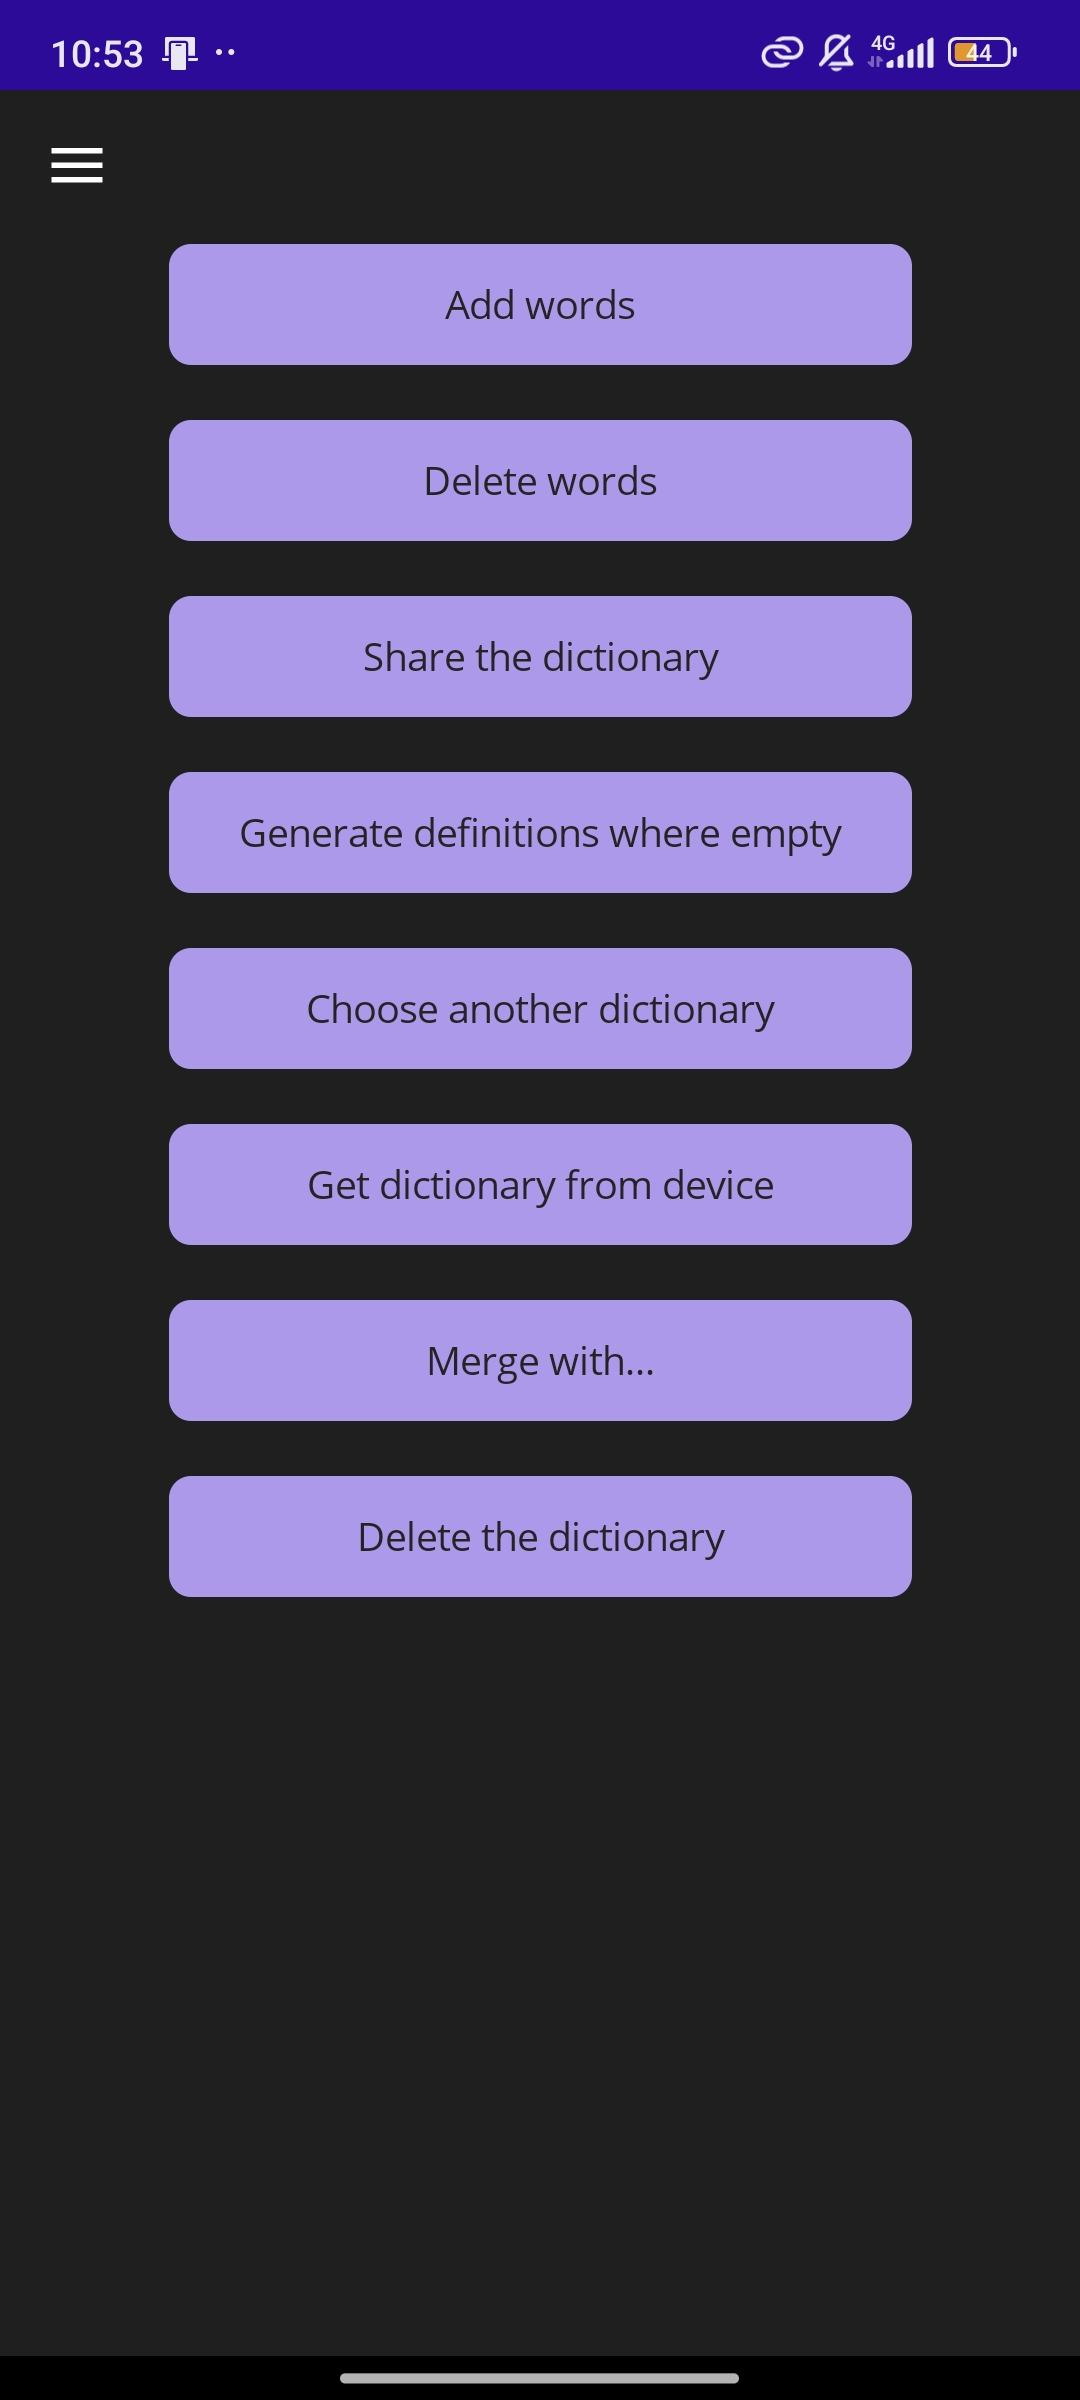 10:53
4G
44
Add words
Delete words
Share the dictionary
Generate definitions where empty
Choose another dictionary
Get dictionary from device
Merge with...
Delete the dictionary